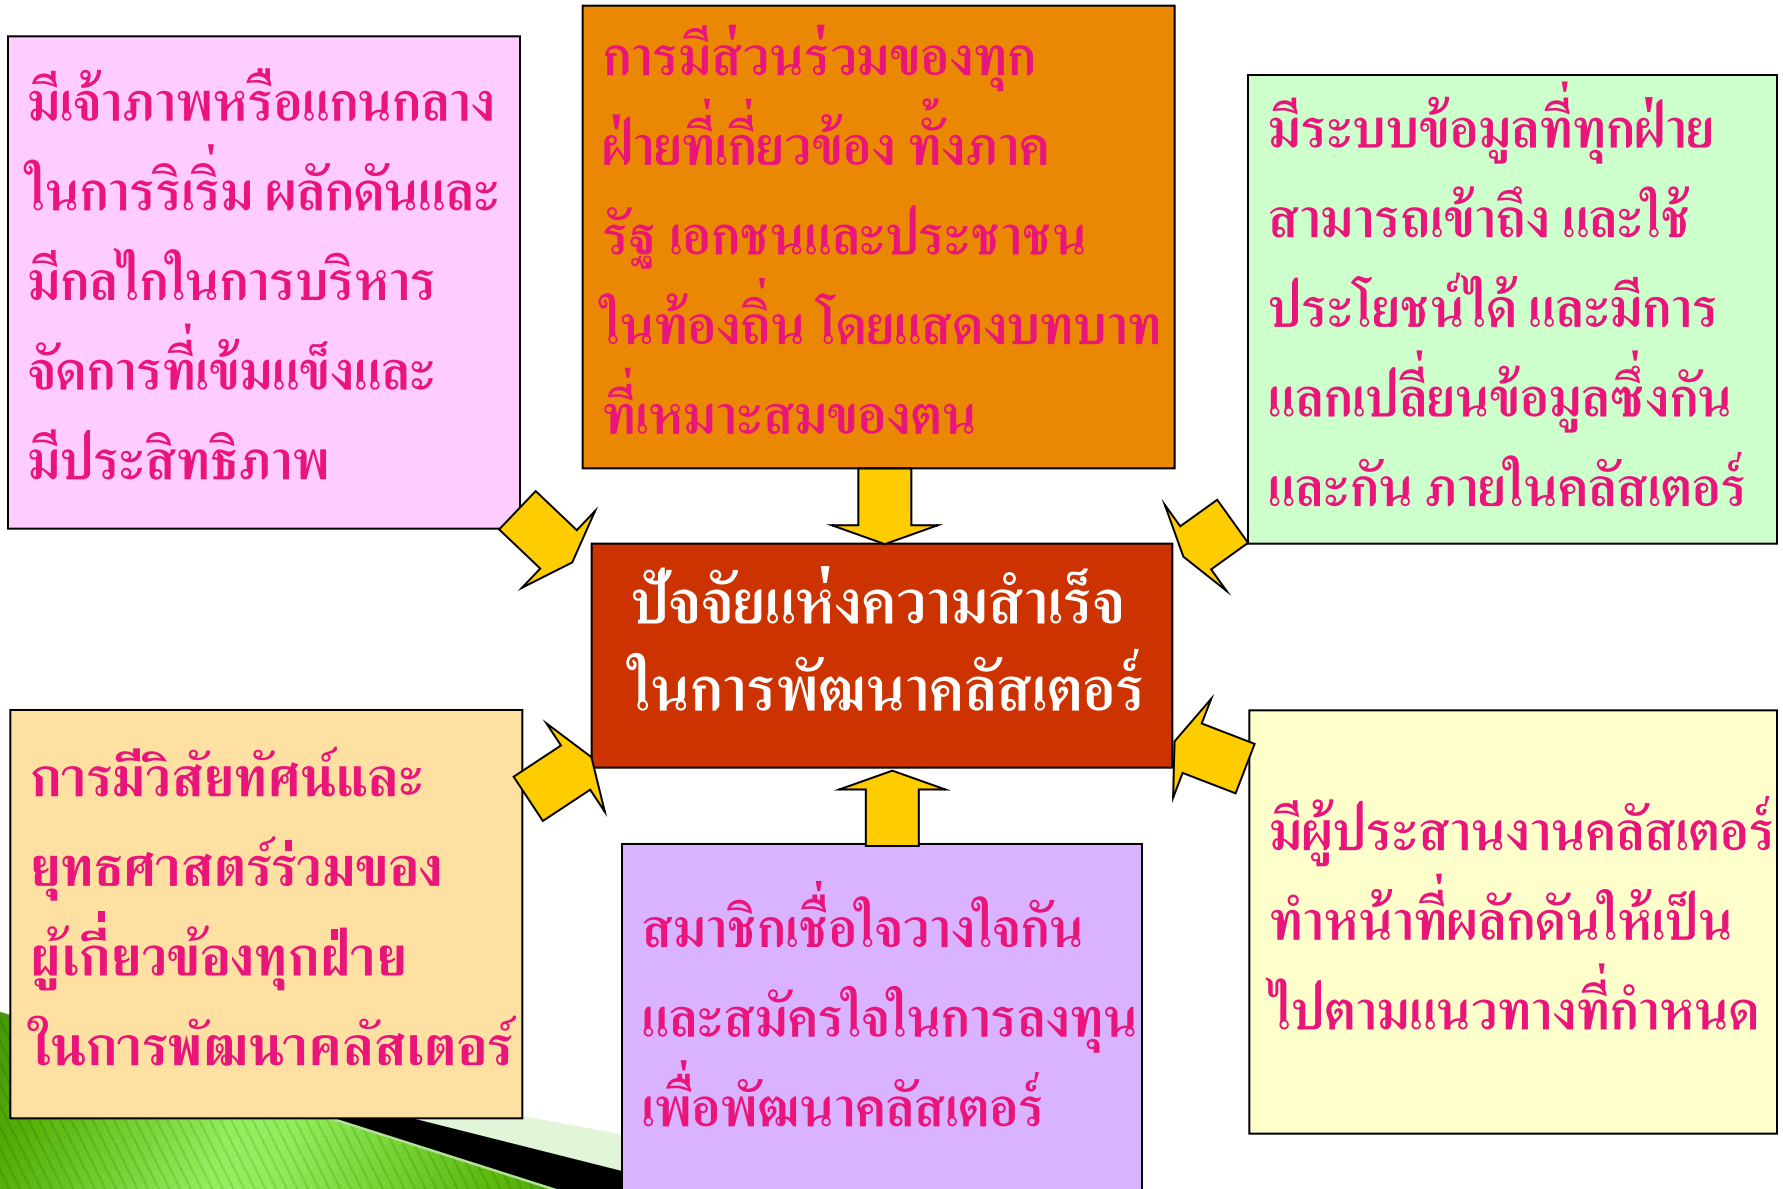 มีเจ้าภาพหรือแกนกลาง
ในการริเริ่ม ผลักดันและ
มีกลไกในการบริหาร
จัดการที่เข้มแข็งและ
มีประสิทธิภาพ
การมีส่วนร่วมของทุก
ฝ่ายที่เกี่ยวข้อง ทั้งภาค
รัฐ เอกชนและประชาชน
ในท้องถิ่น โดยแสดงบทบาท
ที่เหมาะสมของตน
มีระบบข้อมูลที่ทุกฝ่าย
สามารถเข้าถึง และใช้
ประโยชน์ได้ และมีการ
แลกเปลี่ยนข้อมูลซึ่งกัน
และกัน ภายในคลัสเตอร์
ปัจจัยแห่งความสำเร็จ
ในการพัฒนาคลัสเตอร์
การมีวิสัยทัศน์และ
ยุทธศาสตร์ร่วมของ
ผู้เกี่ยวข้องทุกฝ่าย
ในการพัฒนาคลัสเตอร์
สมาชิกเชื่อใจวางใจกัน
และสมัครใจในการลงทุน
เพื่อพัฒนาคลัสเตอร์
มีผู้ประสานงานคลัสเตอร์
ทำหน้าที่ผลักดันให้เป็น
ไปตามแนวทางที่กำหนด